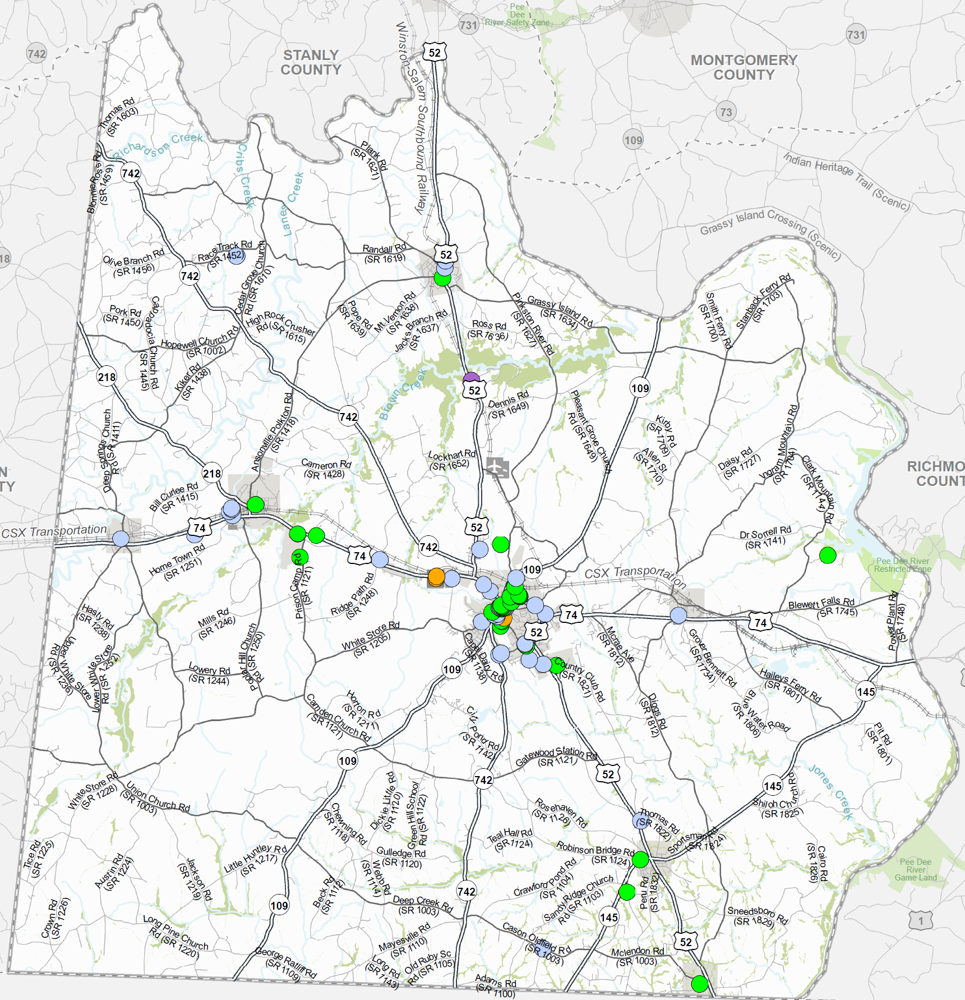 Pee
Dee
River Safety Zone
731
731
742
STANLY
COUNTY
52
MONTGOMERY
COUNTY
Winston-Salem Southbound Railway
73
109
Thomas Rd
(SR 1603)
Richardson Creek
Cribs Creek
Lanes Creek
Plank Rd
(SR 1621)
Indian Heritage Trail (Scenic)
Blonnie Ross Rd
(SR 1459)
742
Grassy Island Crossing (Scenic)
18
Olive Branch Rd
(SR 1456)
Race Track Rd
(SR 1452)
742
Cedar Grove Church
Rd (SR 1610)
Randall Rd
(SR 1619)
52
Pork Rd
(SR 1450)
Cappadocia Church Rd
(SR 1445)
High Rock Crusher
Rd (SR 1615)
Hopewell Church Rd
(SR 1002)
Kiker Rd
(SR 1438)
Pope Rd
(SR 1639)
Mt Vernon Rd
(SR 1638)
Jacks Branch Rd
(SR 1637)
Ross Rd
(SR 1636)
Pinkston River Rd
(SR 1627)
Grassy Island Rd
(SR 1634)
Smith Ferry Rd
(SR 1700)
Stanback Ferry Rd
(SR 1703)
218
Brown Creek
52
109
Dennis Rd
(SR 1649)
Pleasant Grove Church
Rd (SR 1649)
742
Deep Springs Church
Rd (SR 1411)
Ansonville Polkton Rd
(SR 1418)
Kirby Rd
(SR 1709)
Allen St
(SR 1710)
Daisy Rd
(SR 1727)
Ingram Mountain Rd
(SR 1704)
Clark Mountain Rd
(SR 1744)
Cameron Rd
(SR 1428)
Lockhart Rd
(SR 1652)
218
N
TY
RICHMO
COUNT
Bill Curlee Rd
(SR 1415)
CSX Transportation
74
52
Dr Sorrell Rd
(SR 1741)
Horne Town Rd
(SR 1251)
74
742
109
CSX Transportation
Pee Dee River
Restricted Zone
Prison Camp Rd
(SR 1121)
Ridge Path Rd
(SR 1248)
Hasty Rd
(SR 1238)
Mills Rd
(SR 1246)
74
74
Blewett Falls Rd
(SR 1745)
Power Plant Rd
(SR 1748)
52
White Store Rd
(SR 1205)
Upper White Store
Rd (SR 1236)
Lower White Store
Rd (SR 1252)
Poplar Hill Church
Rd (SR 1250)
Lowery Rd
(SR 1244)
109
Capel Dairy Rd
(SR 1138)
Country Club Rd
(SR 1821)
Mcrae Ave
(SR 1812)
Grover Bennett Rd
(SR 1734)
Haileys Ferry Rd
(SR 1801)
145
Horton Rd
(SR 1211)
Camden Church Rd
(SR 1121)
City Pond Rd
(SR 1142)
Diggs Rd
(SR 1812)
Blue Water Road
(SR 1806)
Pit Rd
(SR 1801)
109
Gatewood Station Rd
(SR 1121)
52
742
145
Jones Creek
White Store Rd
(SR 1228)
Union Church Rd
(SR 1003)
Dickie Little Rd
(SR 1120)
Green Hill School
Rd (SR 1122)
Chewning Rd
(SR 1118)
Rosehaven Rd
(SR 1126)
Thomas Rd
(SR 1822)
Shiloh Church Rd
(SR 1825)
Sportsman Rd
(SR 1824)
Teal Hall Rd
(SR 1124)
Robinson Bridge Rd
(SR 1124)
Tice Rd
(SR 1225)
Austin Rd
(SR 1224)
Jackson Rd
(SR 1219)
Little Huntley Rd
(SR 1217)
Gulledge Rd
(SR 1120)
Webb Rd
(SR 1114)
Beck Rd
(SR 1112)
742
Crawford Pond Rd
(SR 1104)
Sandy Ridge Church
Rd (SR 1103)
Peru Rd
(SR 1832)
Cairo Rd
(SR 1826)
Pee Dee
River
Game Land
Crown Rd
(SR 1226)
109
Deep Creek Rd
(SR 1003)
145
Sneedsboro Rd
(SR 1829)
1
Long Pine Church
Rd (SR 1220)
Mayesville Rd
(SR 1110)
Cason Oldfield Rd
(SR 1003)
52
Mclendon Rd
(SR 1003)
George Ratliff Rd
(SR 1109)
Long Rd
(SR 1143)
Old Ruby Sc
Rd (SR 1105)
Adams Rd
(SR 1100)